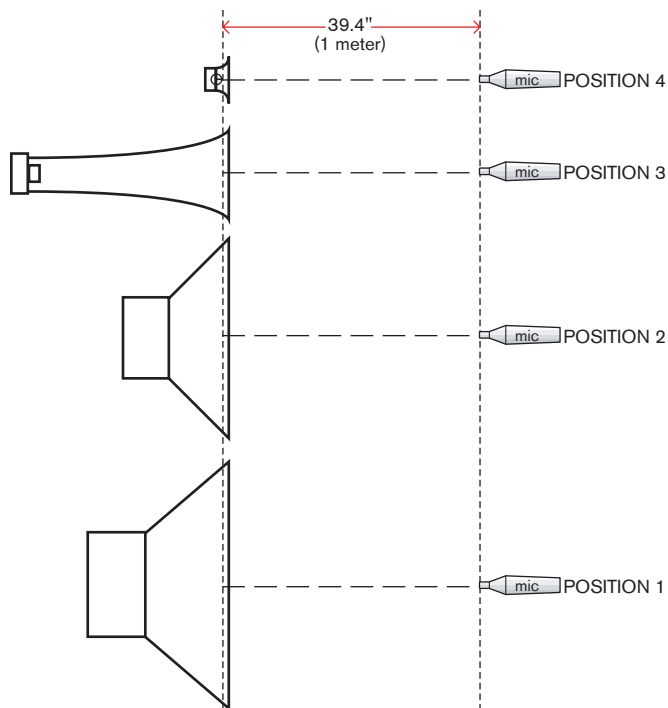 39.4"
(1 meter)
mic POSITION 4
mic POSITION 3
mic POSITION 2
mic POSITION 1